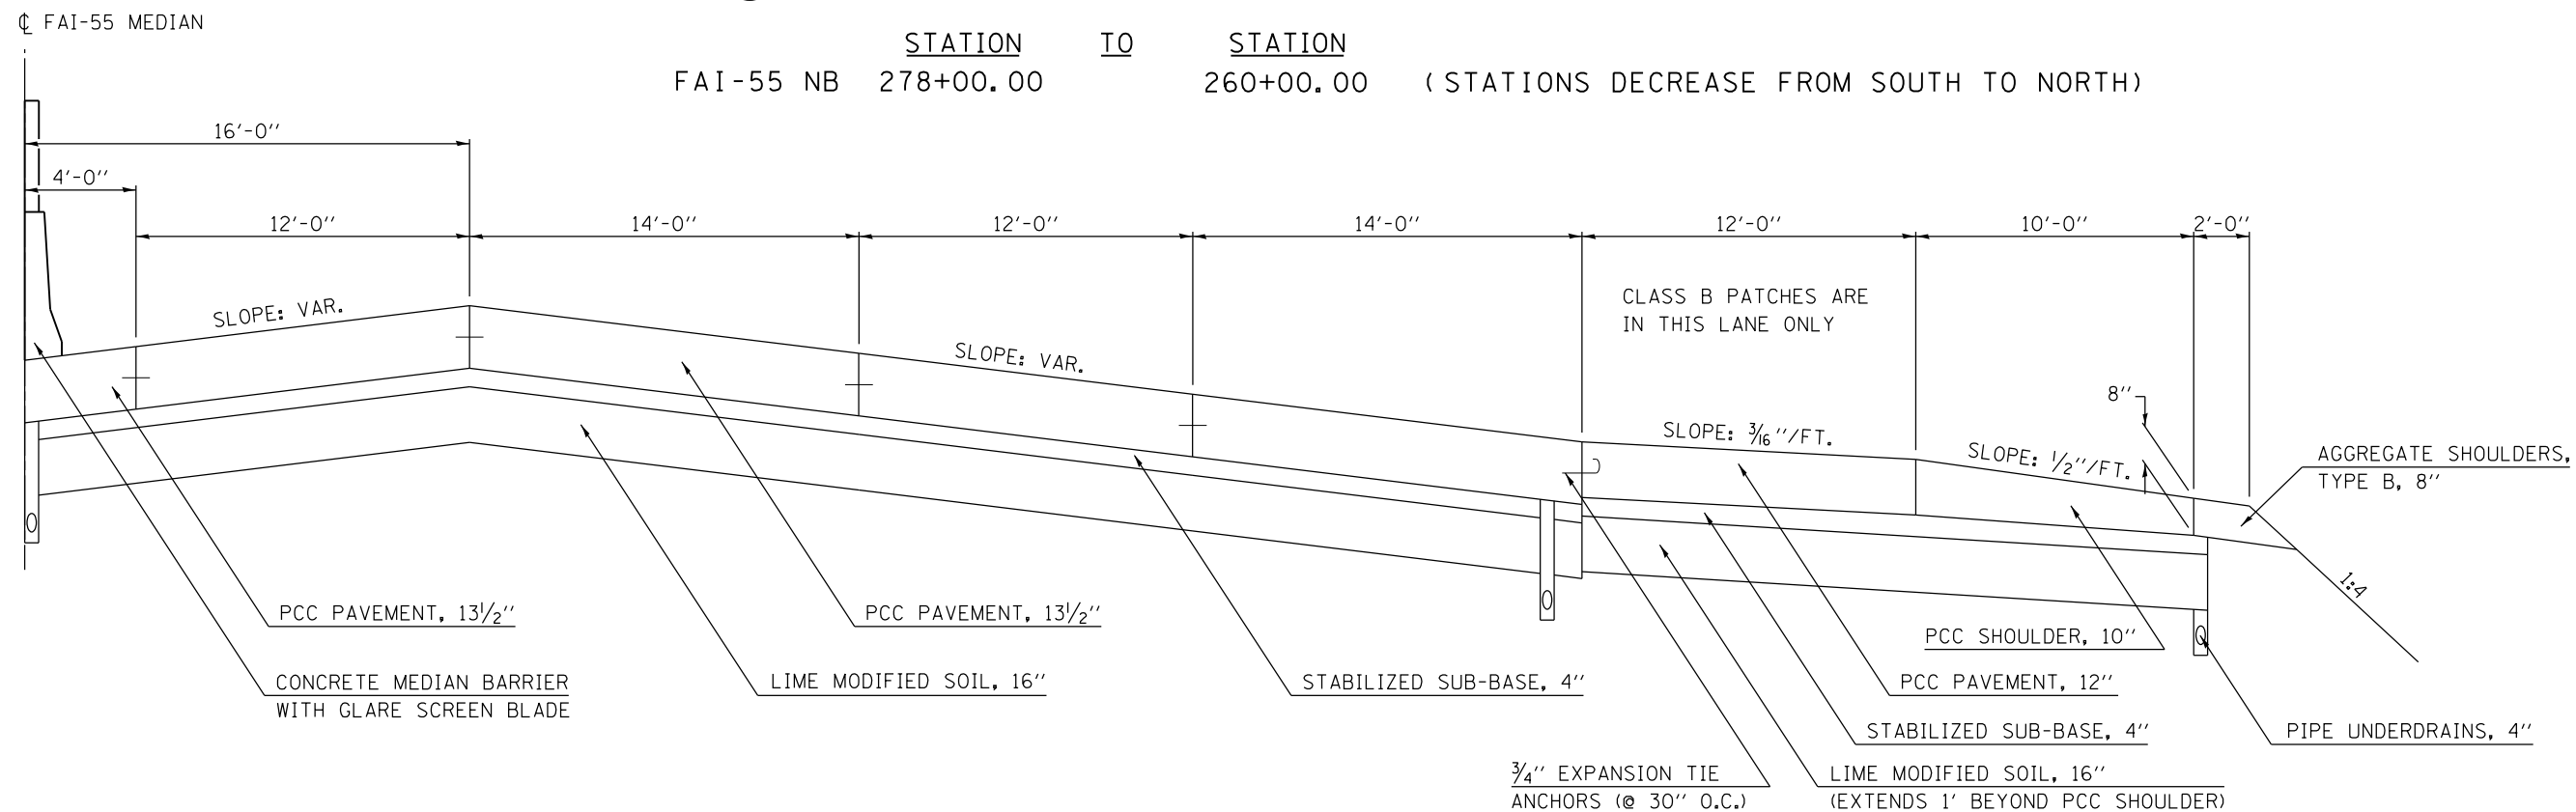 ℄ FAI-55 MEDIAN
STATION TO STATION
FAI-55 NB 278+00.00 260+00.00 (STATIONS DECREASE FROM SOUTH TO NORTH)
16'-0"
4'-0"
12'-0" 14'-0" 12'-0" 14'-0" 12'-0" 10'-0" 2'-0"
CLASS B PATCHES ARE
IN THIS LANE ONLY
SLOPE: VAR.
SLOPE: VAR.
8"
SLOPE: 3/16"/FT.
SLOPE: 1/2"/FT.
AGGREGATE SHOULDERS,
TYPE B, 8"
1:4
PCC PAVEMENT, 13 1/2"
PCC PAVEMENT, 13 1/2"
PCC SHOULDER, 10"
CONCRETE MEDIAN BARRIER
WITH GLARE SCREEN BLADE
LIME MODIFIED SOIL, 16"
STABILIZED SUB-BASE, 4"
PCC PAVEMENT, 12"
STABILIZED SUB-BASE, 4"
PIPE UNDERDRAINS, 4"
3/4" EXPANSION TIE
ANCHORS (@ 30" O.C.)
LIME MODIFIED SOIL, 16"
(EXTENDS 1' BEYOND PCC SHOULDER)